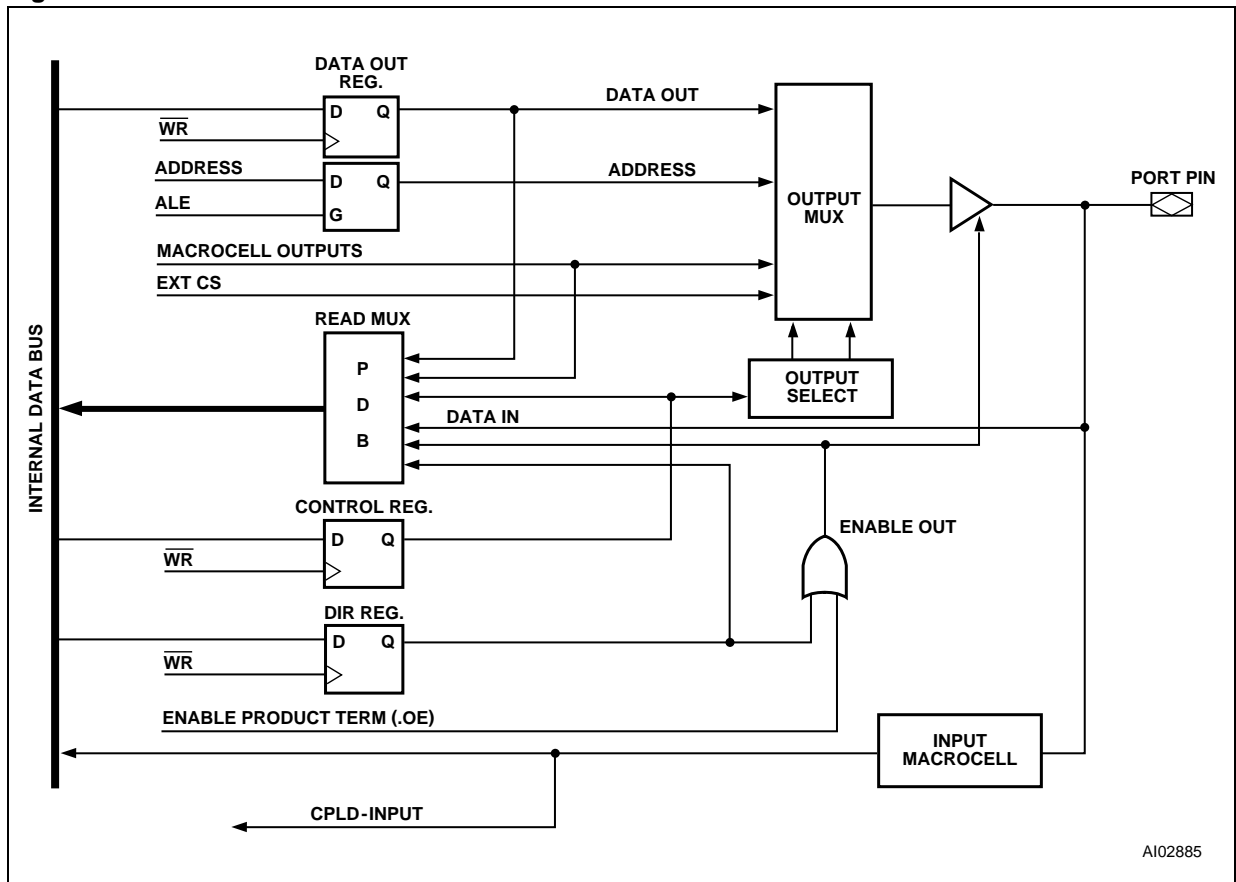 DATA OUT
REG.
D Q
WR
DATA OUT
ADDRESS
D Q
ADDRESS
ALE
G
OUTPUT
MUX
PORT PIN
MACROCELL OUTPUTS
EXT CS
READ MUX
P
D
B
OUTPUT
SELECT
DATA IN
INTERNAL DATA BUS
CONTROL REG.
D Q
WR
ENABLE OUT
DIR REG.
D Q
WR
ENABLE PRODUCT TERM (.OE)
INPUT
MACROCELL
CPLD-INPUT
AI02885